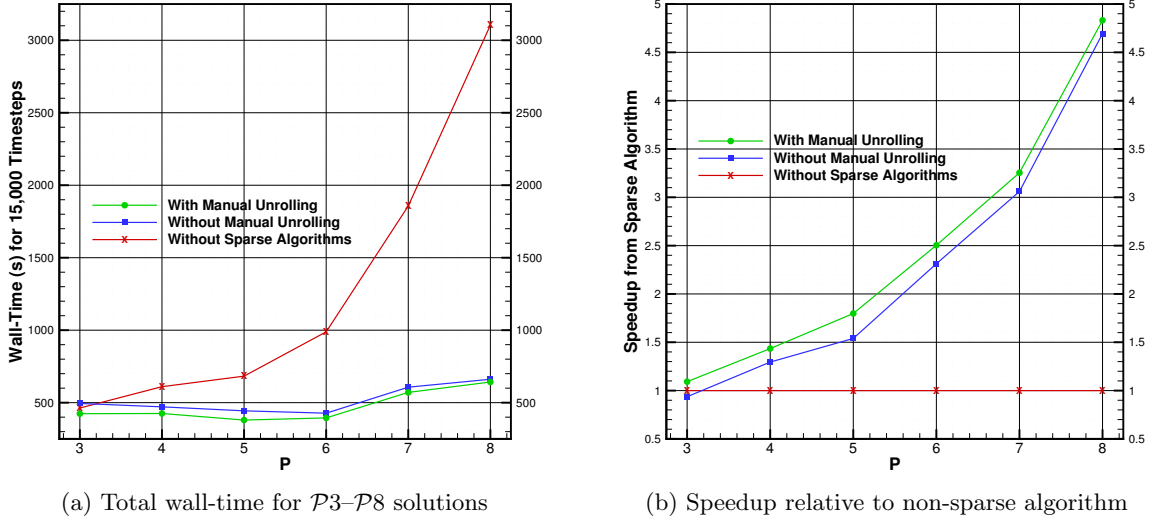 Wall-Time (s) for 15,000 Timesteps
3000
2500
2000
1500
1000
500
3000
2500
2000
1500
1000
500
With Manual Unrolling
Without Manual Unrolling
Without Sparse Algorithms
3 4 5 6 7 8
P
(a) Total wall-time for P3–P8 solutions
Speedup from Sparse Algorithm
5
4.5
4
3.5
3
2.5
2
1.5
1
0.5
5
4.5
4
3.5
3
2.5
2
1.5
1
0.5
With Manual Unrolling
Without Manual Unrolling
Without Sparse Algorithms
3 4 5 6 7 8
P
(b) Speedup relative to non-sparse algorithm